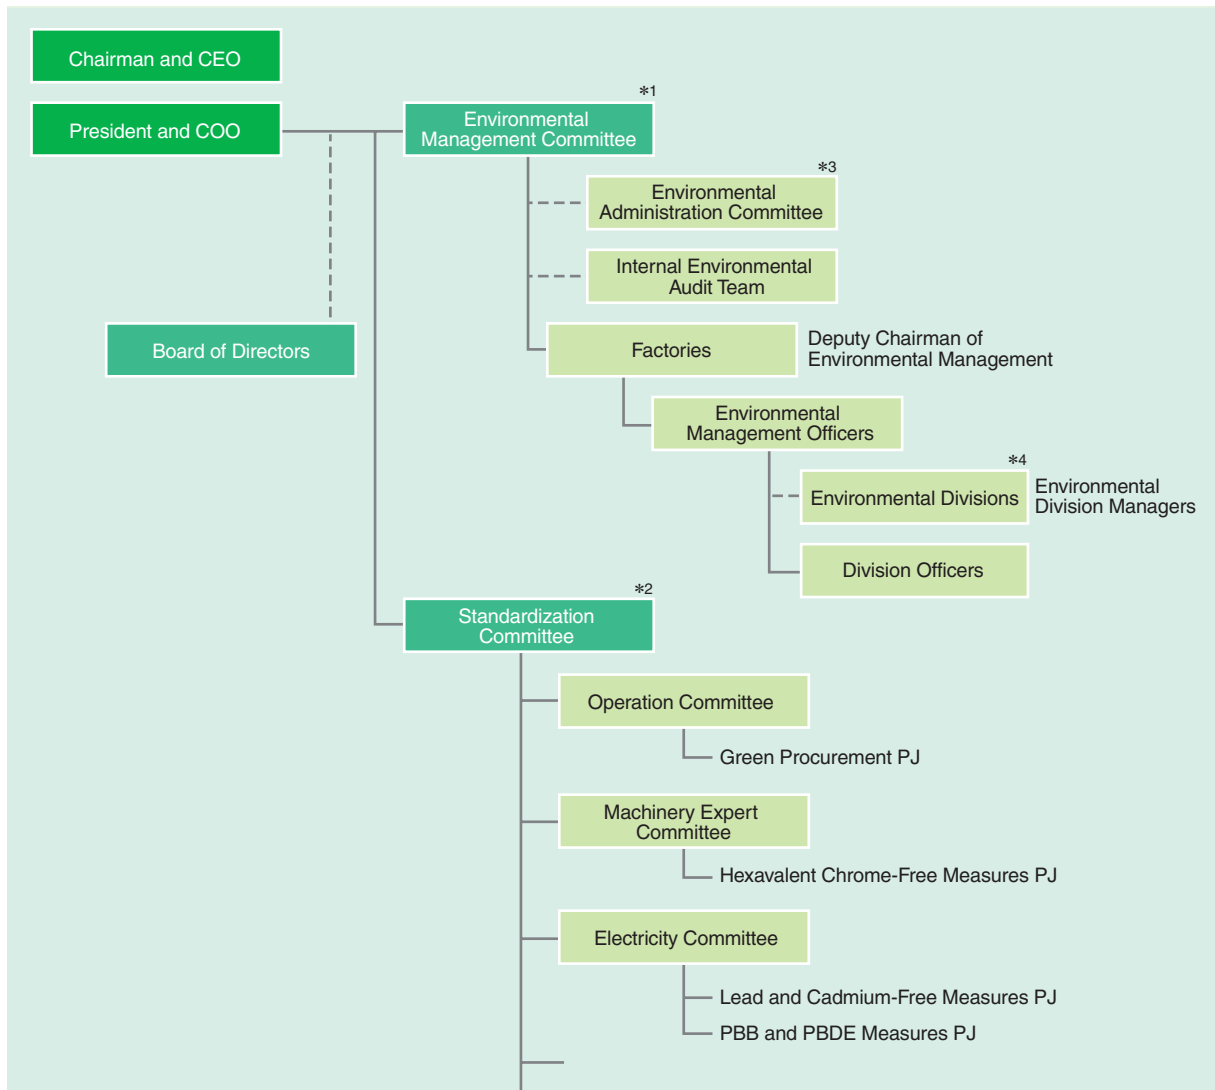 Chairman and CEO
President and COO
*1
Environmental
Management Committee
*3
Environmental
Administration Committee
Internal Environmental
Audit Team
Board of Directors
Factories
Deputy Chairman of
Environmental Management
Environmental
Management Officers
*4
Environmental Divisions
Environmental
Division Managers
Division Officers
*2
Standardization
Committee
Operation Committee
Green Procurement PJ
Machinery Expert
Committee
Hexavalent Chrome-Free Measures PJ
Electricity Committee
Lead and Cadmium-Free Measures PJ
PBB and PBDE Measures PJ